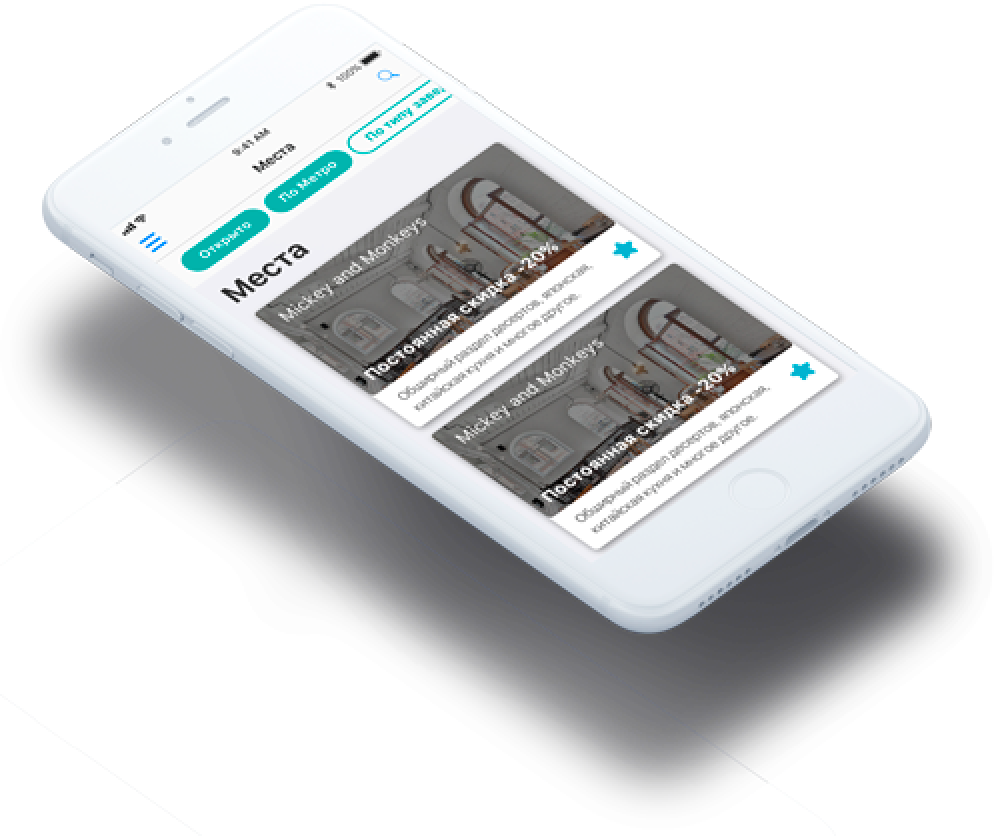 9:41 AM
100%
Места
Открыто
По Метро
По типу заве
Места
Mickey and Monkeys
Постоянная скидка -20%
Обширный раздел десертов, японская,
китайская кухня и многое другое.
Mickey and Monkeys
Постоянная скидка -20%
Обширный раздел десертов, японская,
китайская кухня и многое другое.